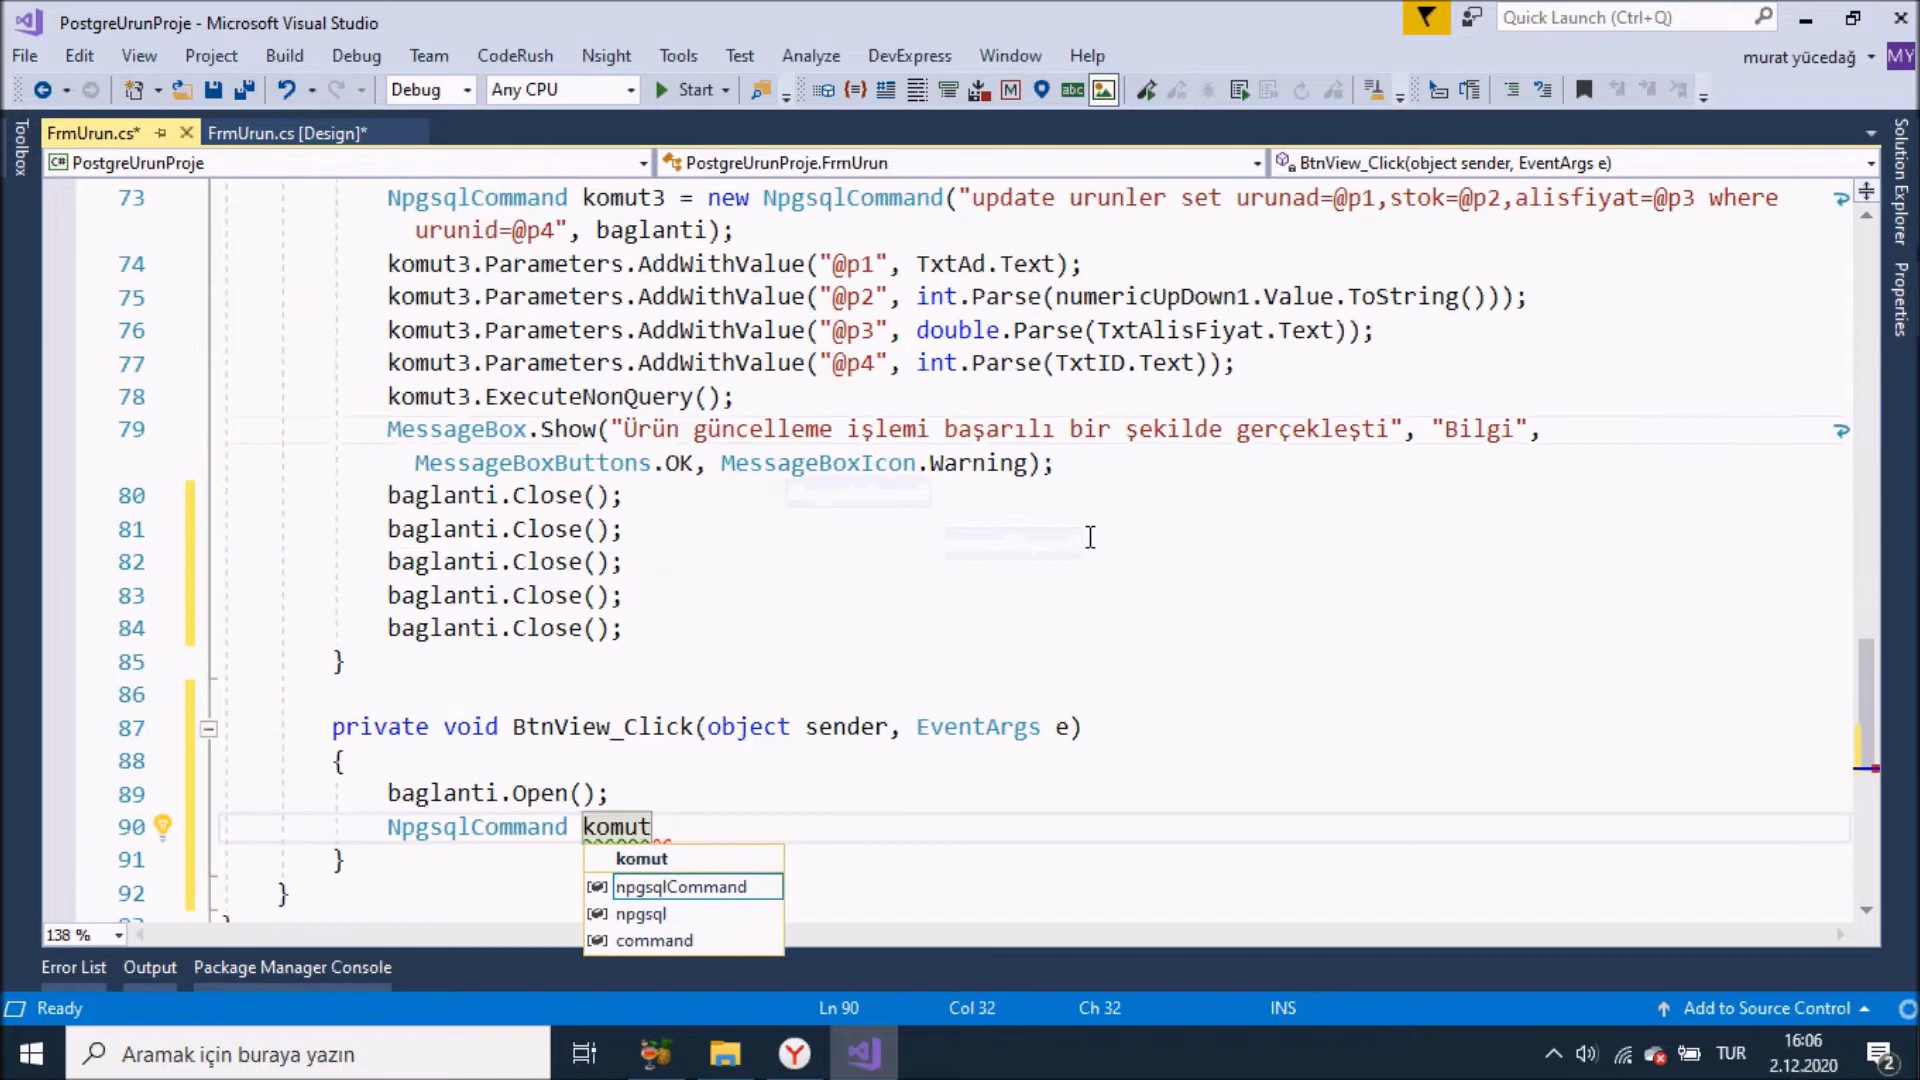 PostgreUrunProje - Microsoft Visual Studio
Quick Launch (Ctrl+Q)
File Edit View Project Build Debug Team CodeRush Nsight Tools Test Analyze DevExpress Window Help
murat yücedağ MY
Debug Any CPU Start
Toolbox
FrmUrun.cs* FrmUrun.cs [Design]*
PostgreUrunProje PostgreUrunProje.FrmUrun BtnView_Click(object sender, EventArgs e)
Solution Explorer
Properties
73 NpgsqlCommand komut3 = new NpgsqlCommand("update urunler set urunad=@p1,stok=@p2,alisfiyat=@p3 where
urunid=@p4", baglanti);
74 komut3.Parameters.AddWithValue("@p1", TxtAd.Text);
75 komut3.Parameters.AddWithValue("@p2", int.Parse(numericUpDown1.Value.ToString()));
76 komut3.Parameters.AddWithValue("@p3", double.Parse(TxtAlisFiyat.Text));
77 komut3.Parameters.AddWithValue("@p4", int.Parse(TxtID.Text));
78 komut3.ExecuteNonQuery();
79 MessageBox.Show("Ürün güncelleme işlemi başarılı bir şekilde gerçekleşti", "Bilgi",
MessageBoxButtons.OK, MessageBoxIcon.Warning);
80 baglanti.Close();
81 baglanti.Close();
82 baglanti.Close();
83 baglanti.Close();
84 baglanti.Close();
85 }
86
87 private void BtnView_Click(object sender, EventArgs e)
88 {
89 baglanti.Open();
90 NpgsqlCommand komut
91 }
92 }
komut
npgsqlCommand
npgsql
command
138 %
Error List Output Package Manager Console
Ready Ln 90 Col 32 Ch 32 INS Add to Source Control
Aramak için buraya yazın
TUR
16:06
2.12.2020
2